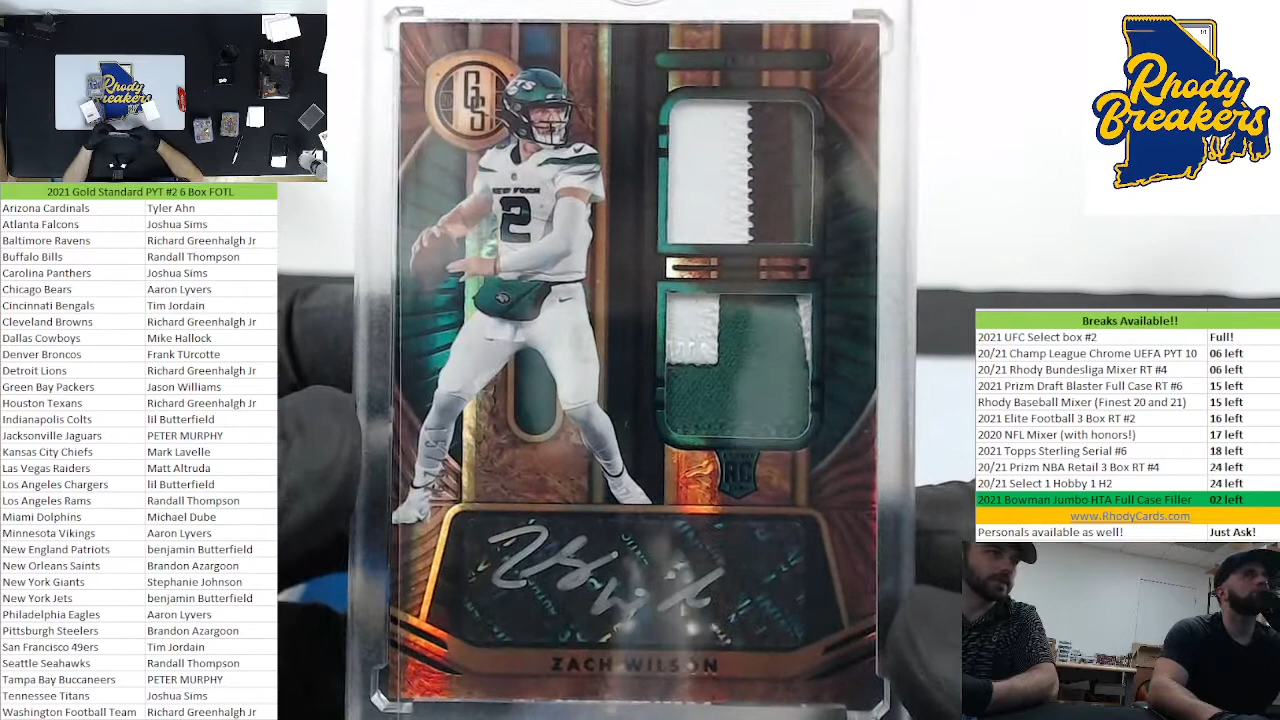 Rhody
Breakers
2021 Gold Standard PYT #2 6 Box FOTL
Arizona Cardinals Tyler Ahn
Atlanta Falcons Joshua Sims
Baltimore Ravens Richard Greenhalgh Jr
Buffalo Bills Randall Thompson
Carolina Panthers Joshua Sims
Chicago Bears Aaron Lyvers
Cincinnati Bengals Tim Jordain
Cleveland Browns Richard Greenhalgh Jr
Dallas Cowboys Mike Hallock
Denver Broncos Frank TUrcotte
Detroit Lions Richard Greenhalgh Jr
Green Bay Packers Jason Williams
Houston Texans Richard Greenhalgh Jr
Indianapolis Colts lil Butterfield
Jacksonville Jaguars PETER MURPHY
Kansas City Chiefs Mark Lavelle
Las Vegas Raiders Matt Altruda
Los Angeles Chargers lil Butterfield
Los Angeles Rams Randall Thompson
Miami Dolphins Michael Dube
Minnesota Vikings Aaron Lyvers
New England Patriots benjamin Butterfield
New Orleans Saints Brandon Azargoon
New York Giants Stephanie Johnson
New York Jets benjamin Butterfield
Philadelphia Eagles Aaron Lyvers
Pittsburgh Steelers Brandon Azargoon
San Francisco 49ers Tim Jordain
Seattle Seahawks Randall Thompson
Tampa Bay Buccaneers PETER MURPHY
Tennessee Titans Joshua Sims
Washington Football Team Richard Greenhalgh Jr
GS
JETS
NEW YORK
2
RC
ZACH WILSON
Rhody
Breakers
Breaks Available!!
2021 UFC Select box #2 Full!
20/21 Champ League Chrome UEFA PYT 10 06 left
20/21 Rhody Bundesliga Mixer RT #4 06 left
2021 Prizm Draft Blaster Full Case RT #6 15 left
Rhody Baseball Mixer (Finest 20 and 21) 15 left
2021 Elite Football 3 Box RT #2 16 left
2020 NFL Mixer (with honors!) 17 left
2021 Topps Sterling Serial #6 18 left
20/21 Prizm NBA Retail 3 Box RT #4 24 left
20/21 Select 1 Hobby 1 H2 24 left
2021 Bowman Jumbo HTA Full Case Filler 02 left
www.RhodyCards.com
Personals available as well! Just Ask!